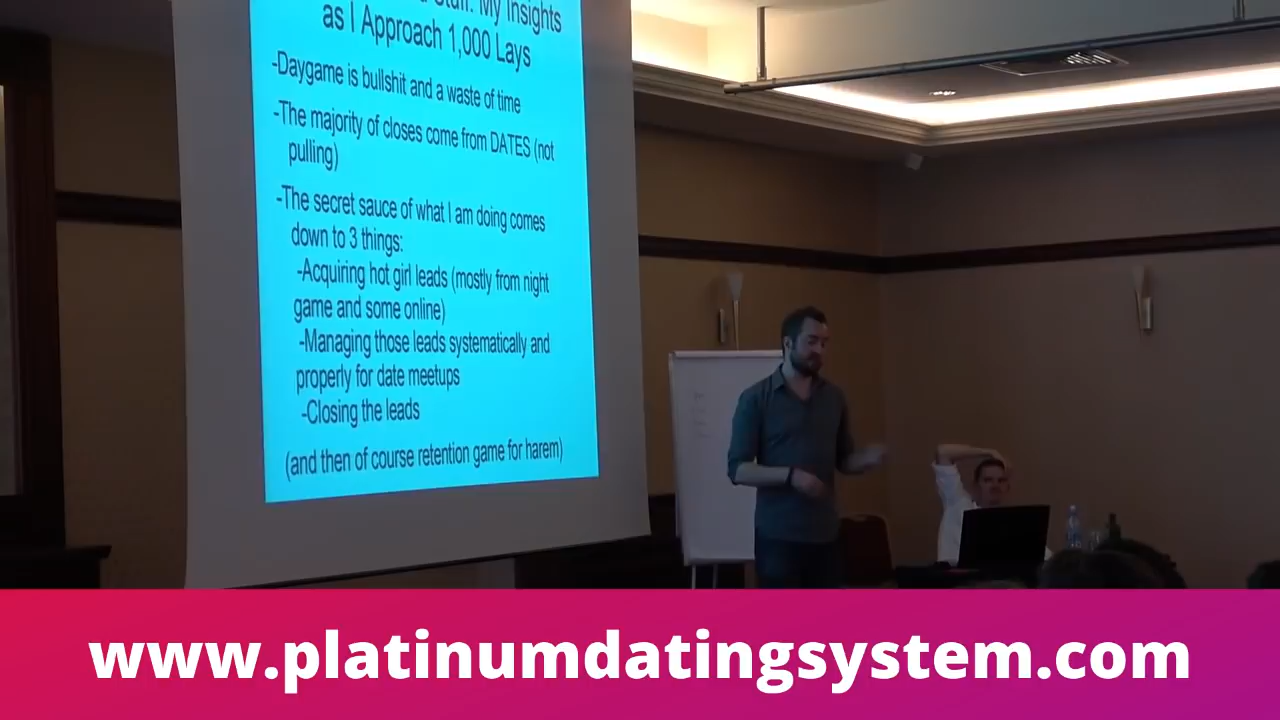 My Insights
as I Approach 1,000 Lays
-Daygame is bullshit and a waste of time
-The majority of closes come from DATES (not
pulling)
-The secret sauce of what I am doing comes
down to 3 things:
-Acquiring hot girl leads (mostly from night
game and some online)
-Managing those leads systematically and
properly for date meetups
-Closing the leads
(and then of course retention game for harem)
www.platinumdatingsystem.com